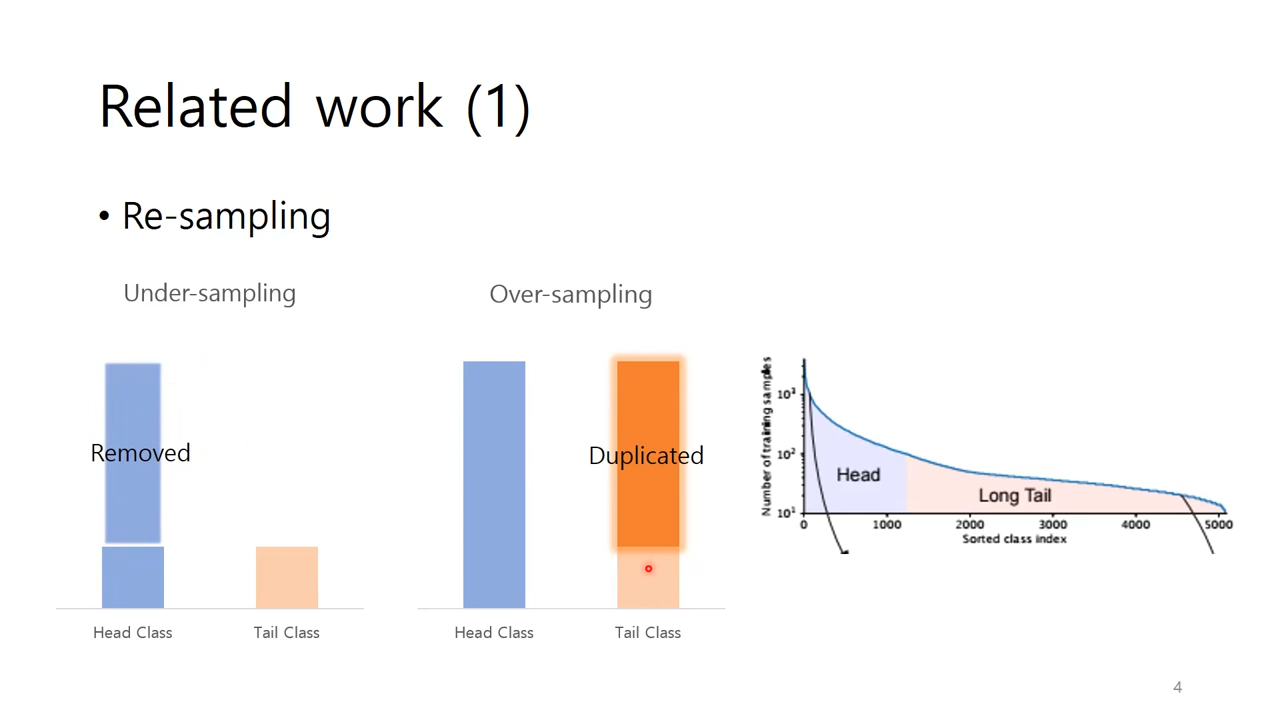 Related work (1)
• Re-sampling
Under-sampling
Removed
Head Class
Tail Class
Over-sampling
Duplicated
Head Class
Tail Class
Number of training samples
10³
10²
10¹
Head
Long Tail
0 1000 2000 3000 4000 5000
Sorted class index
4